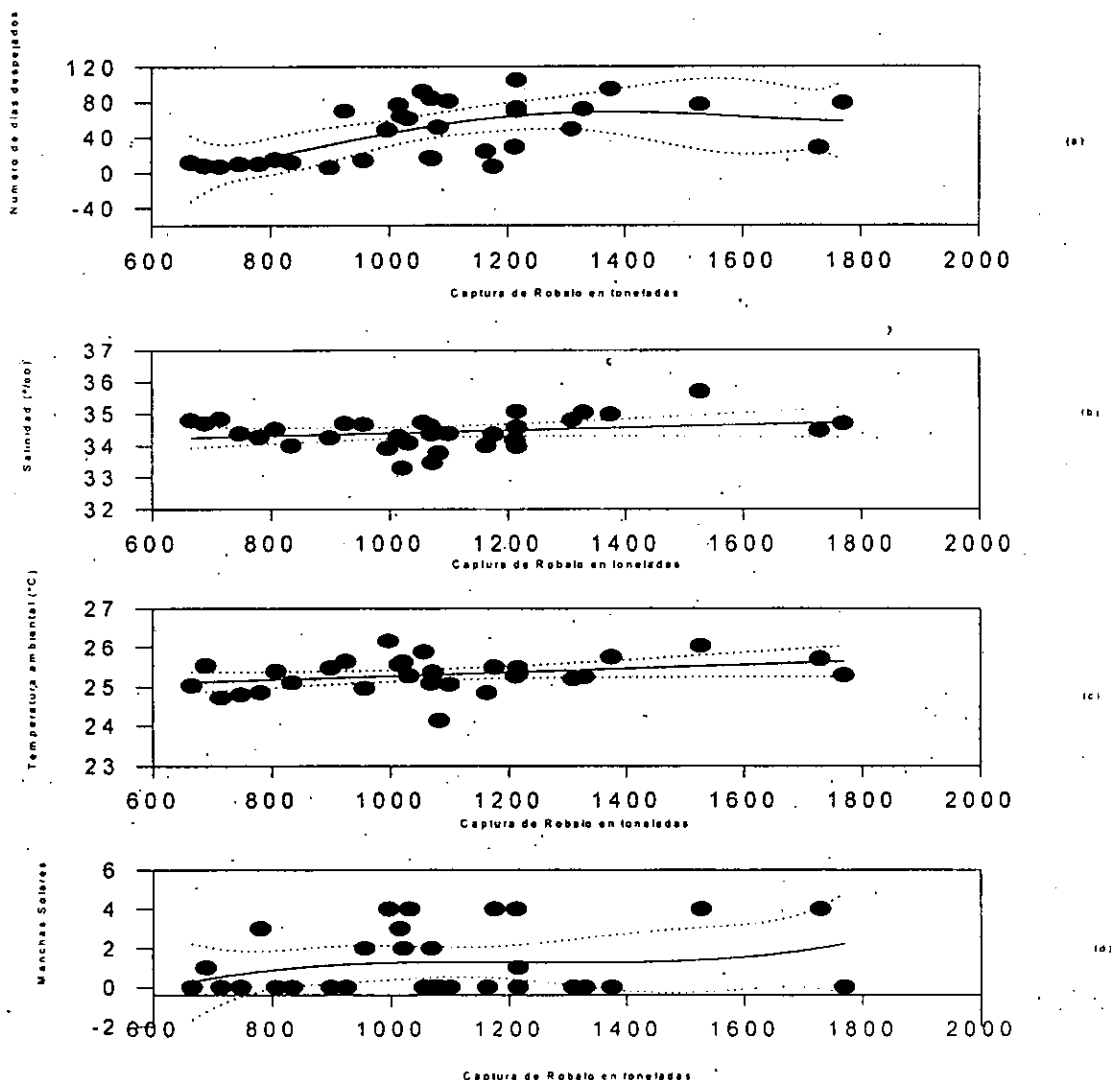 Numero de dias despejados
120
80
40
0
-40
600 800 1000 1200 1400 1600 1800 2000
Captura de Robalo en toneladas
(a)
Salinidad (°/oo)
37
36
35
34
33
32
600 800 1000 1200 1400 1600 1800 2000
Captura de Robalo en toneladas
(b)
Temperatura ambiental (°C)
27
26
25
24
23
600 800 1000 1200 1400 1600 1800 2000
Captura de Robalo en toneladas
(c)
Manchas Solares
6
4
2
0
-2
600 800 1000 1200 1400 1600 1800 2000
Captura de Robalo en toneladas
(d)